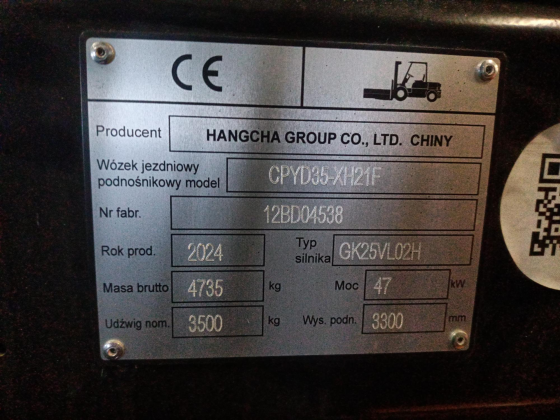 CE
Producent HANGCHA GROUP CO., LTD. CHINY
Wózek jezdniowy
podnośnikowy model CPYD35-XH21F
Nr fabr. 12BD04538
Rok prod. 2024 Typ silnika GK25VL02H
Masa brutto 4735 kg Moc 47 kW
Udźwig nom. 3500 kg Wys. podn. 3300 mm